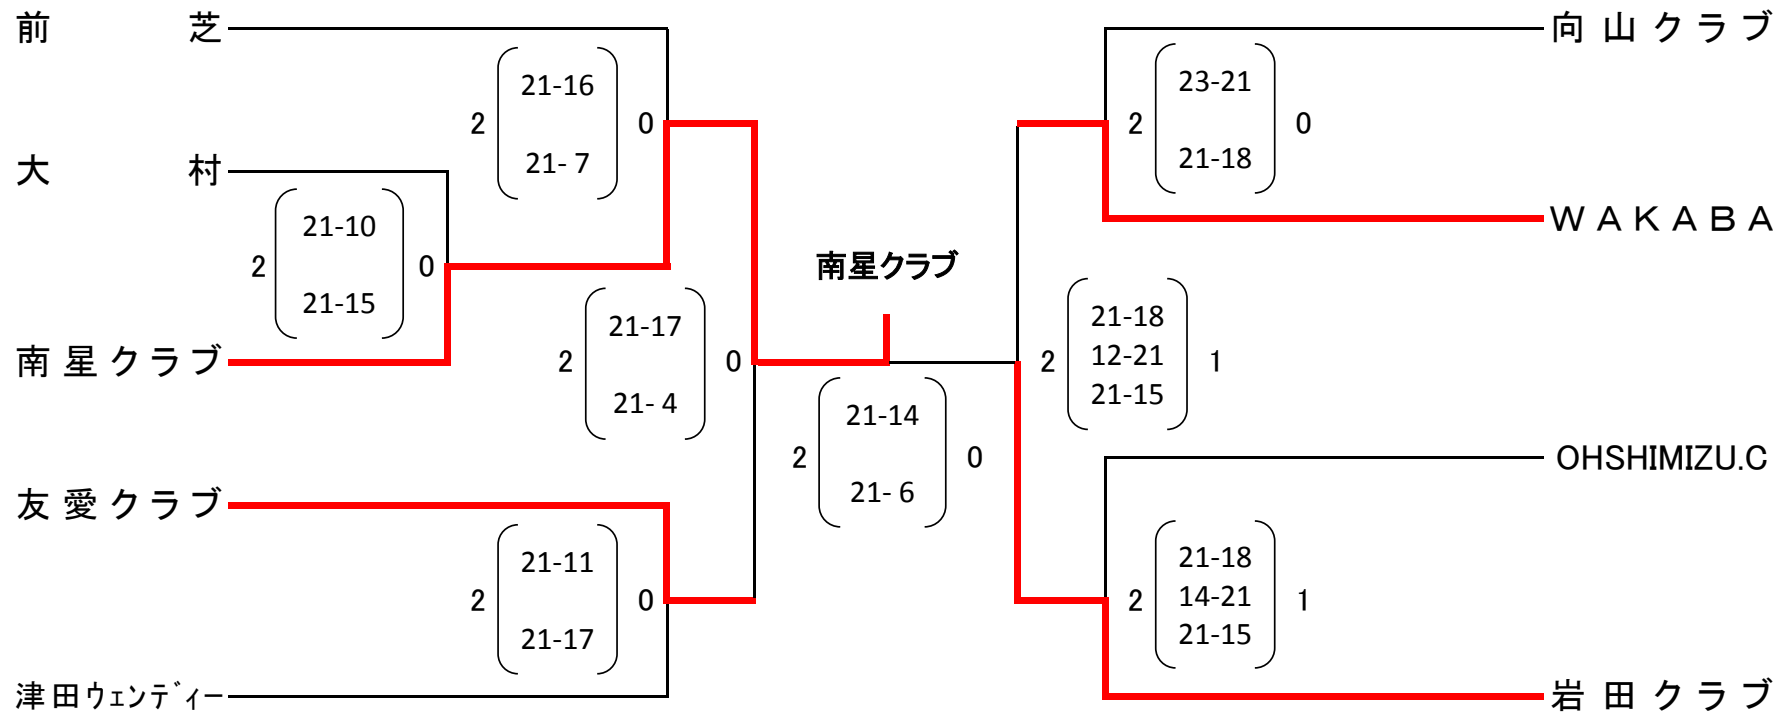 前 芝
2 21-16 0
21- 7
大 村
2 21-10 0
21-15
南星クラブ
2 21-17 0
21- 4
友愛クラブ
2 21-11 0
21-17
津田ウェンディー
南星クラブ
2 21-14 0
21- 6
向山クラブ
2 23-21 0
21-18
WAKABA
21-18
2 12-21 1
21-15
OHSHIMIZU.C
21-18
2 14-21 1
21-15
岩田クラブ